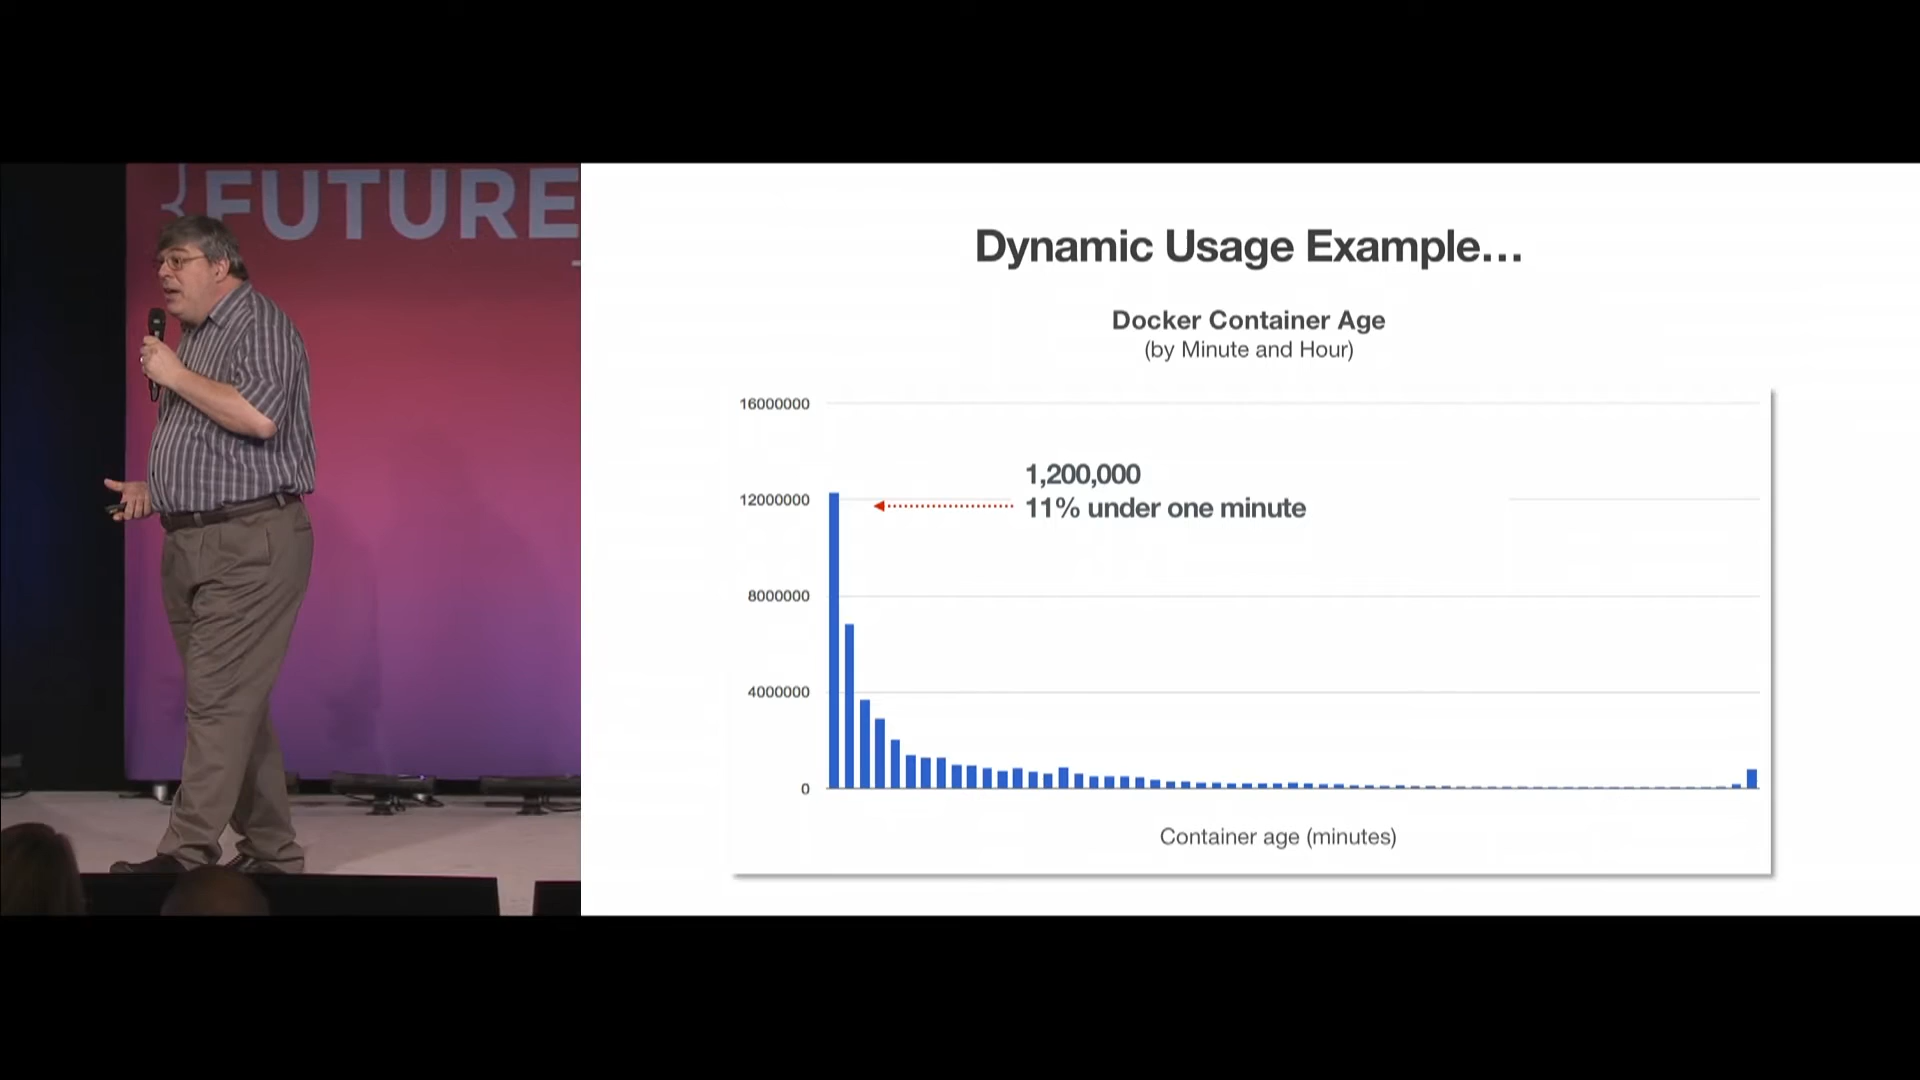 {FUTURE
Dynamic Usage Example...
Docker Container Age
(by Minute and Hour)
16000000
1,200,000
12000000
11% under one minute
8000000
4000000
0
Container age (minutes)